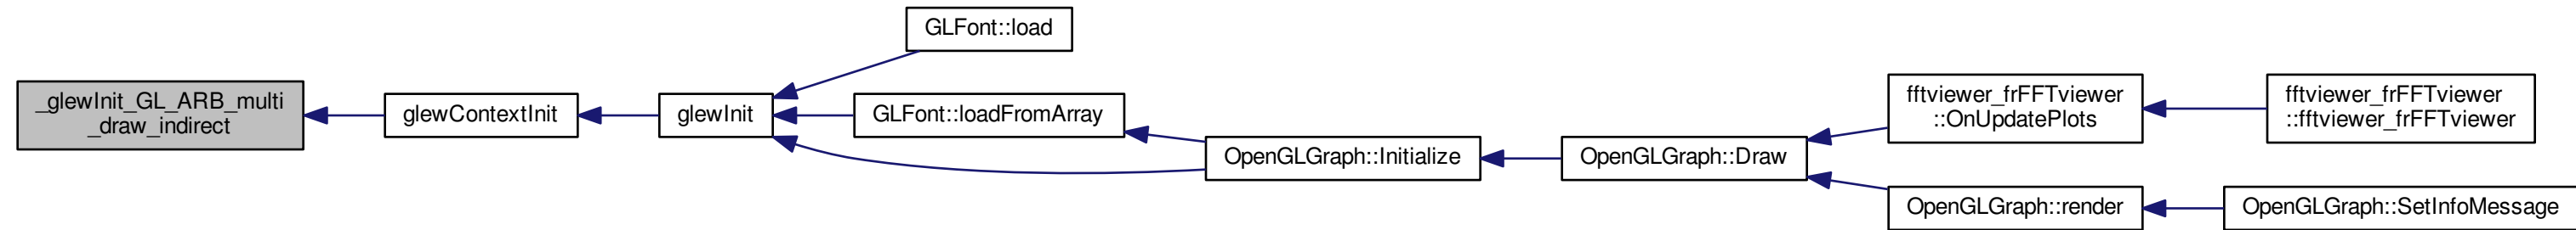 _glewInit_GL_ARB_multi
_draw_indirect
glewContextInit
glewInit
GLFont::load
GLFont::loadFromArray
OpenGLGraph::Initialize
OpenGLGraph::Draw
fftviewer_frFFTviewer
::OnUpdatePlots
fftviewer_frFFTviewer
::fftviewer_frFFTviewer
OpenGLGraph::render
OpenGLGraph::SetInfoMessage